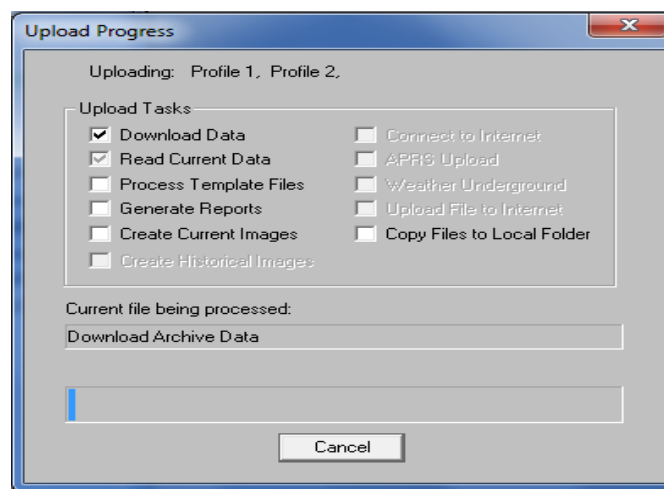 Upload Progress
Uploading: Profile 1, Profile 2,
Upload Tasks
Download Data
Read Current Data
Process Template Files
Generate Reports
Create Current Images
Create Historical Images
Connect to Internet
APRS Upload
Weather Underground
Upload File to Internet
Copy Files to Local Folder
Current file being processed:
Download Archive Data
Cancel